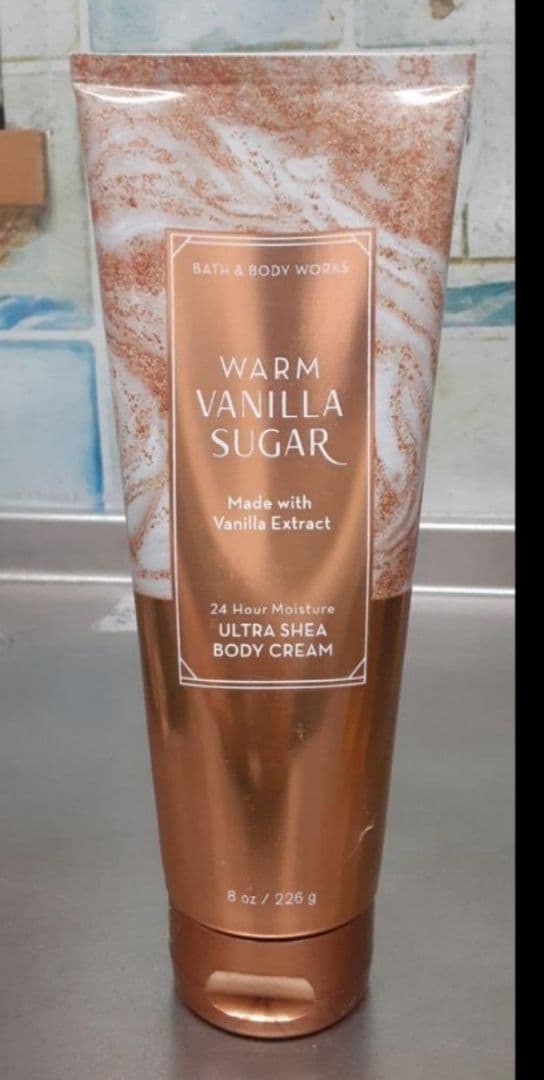 BATH & BODY WORKS
WARM
VANILLA
SUGAR
Made with
Vanilla Extract
24 Hour Moisture
ULTRA SHEA
BODY CREAM
8 oz / 226 g